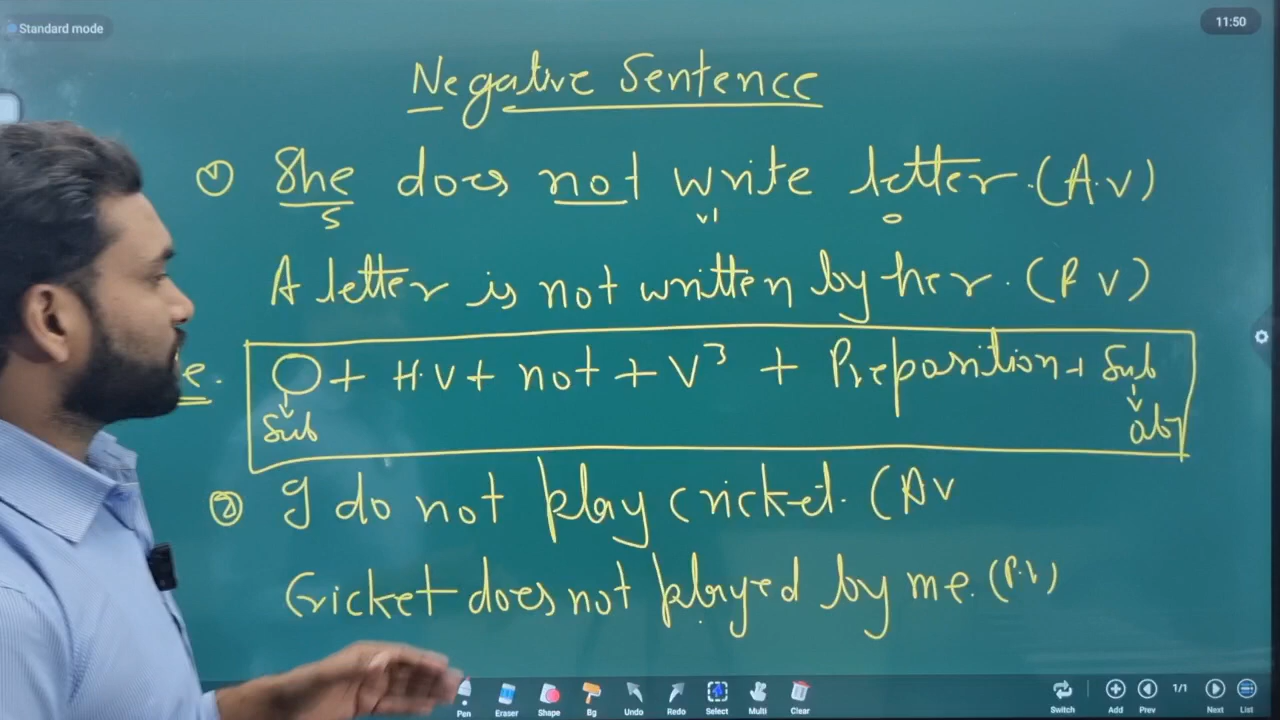 Standard mode
11:50
Negative Sentence
① She does not write letter. (A.V)
S V1 O
A letter is not written by her. (P V)
e. O + H.V + not + V3 + Preposition + Sub
Sub obj
② I do not play cricket. (AV
Cricket does not played by me. (P.V)
Pen Eraser Shape Bg Undo Redo Select Multi Clear Switch Add Prev 1/1 Next List